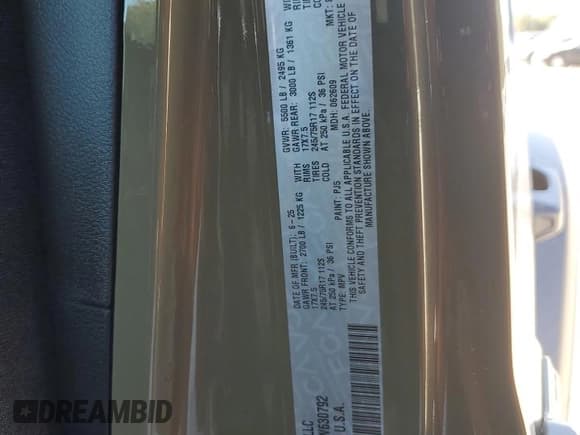 LLC
DATE OF MFR (BUILT): 6-25
GVWR: 5500 LB / 2495 KG
GAWR FRONT: 2700 LB / 1225 KG
GAWR REAR: 3000 LB / 1361 KG
WITH
17X7.5
RIMS
17X7.5
245/75R17 112S
TIRES
245/75R17 112S
AT 250 kPa / 36 PSI
COLD
AT 250 kPa / 36 PSI
TYPE: MPV
MDH: 062609
MKT:
PAINT: PJ5
THIS VEHICLE CONFORMS TO ALL APPLICABLE U.S.A. FEDERAL MOTOR VEHICLE
SAFETY AND THEFT PREVENTION STANDARDS IN EFFECT ON THE DATE OF
MANUFACTURE SHOWN ABOVE.
W630792
U.S.A.
DREAMBID